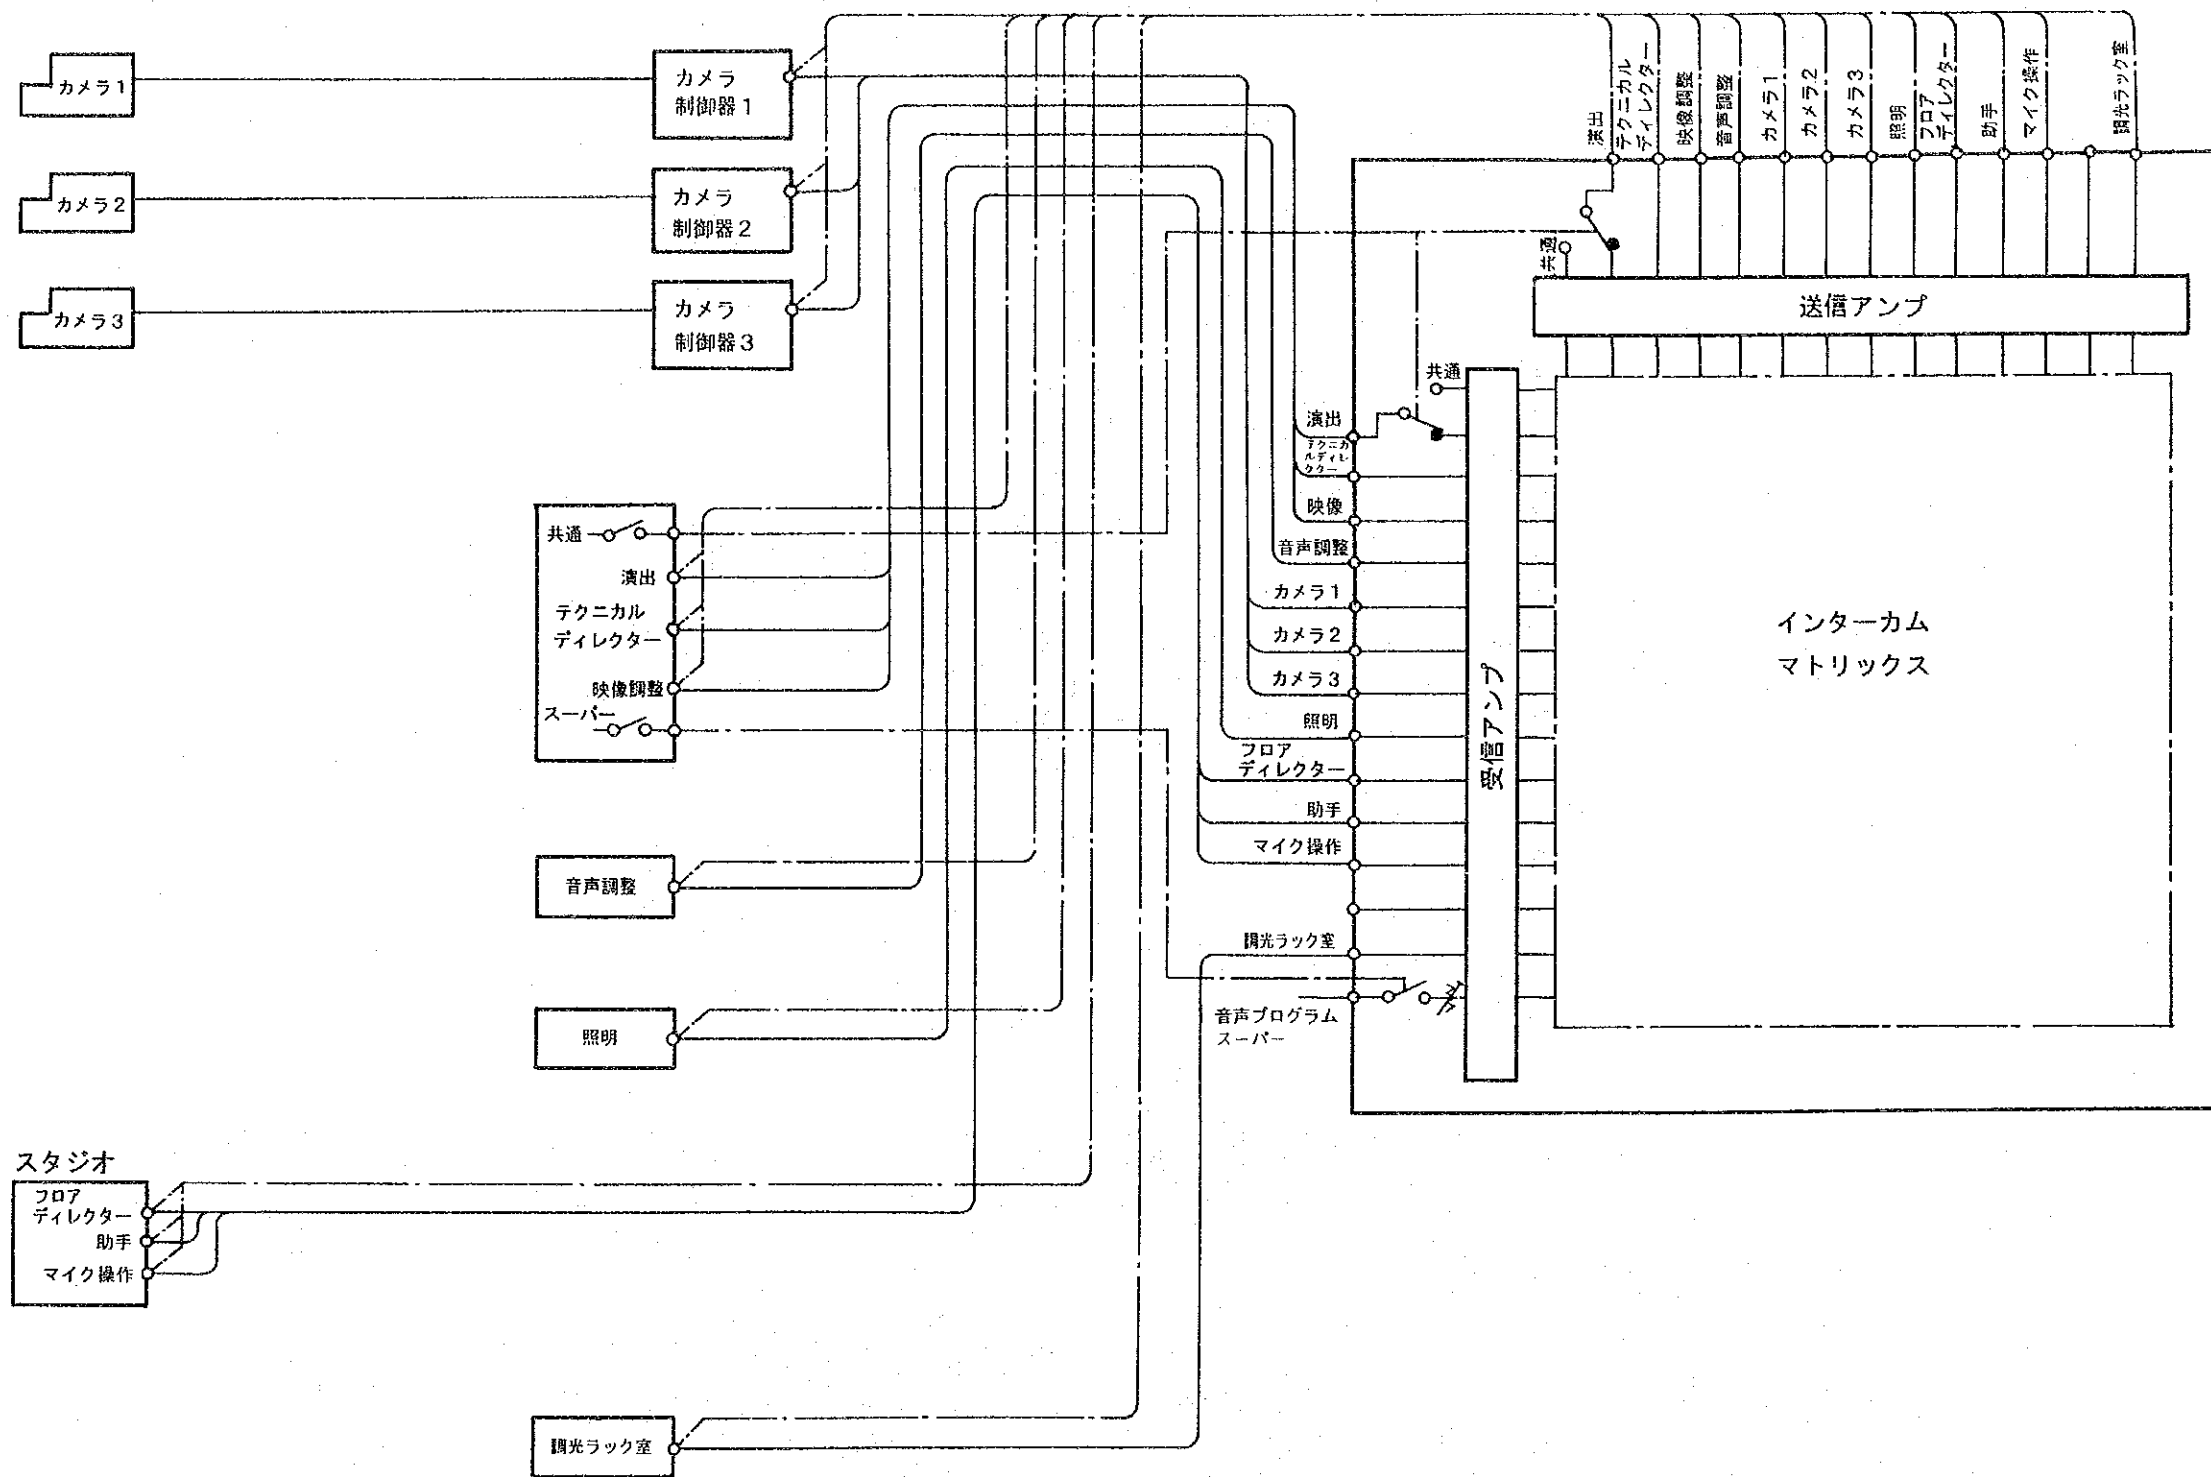 カメラ1
カメラ2
カメラ3
カメラ
制御器1
カメラ
制御器2
カメラ
制御器3
共通
演出
テクニカル
ディレクター
映像調整
スーパー
音声調整
照明
スタジオ
フロア
ディレクター
助手
マイク操作
調光ラック室
演出
テクニカル
ディレクター
映像調整
音声調整
カメラ1
カメラ2
カメラ3
照明
フロア
ディレクター
助手
マイク操作
調光ラック室
共通
送信アンプ
共通
演出
テクニカ
ルディレ
クター
映像
音声調整
カメラ1
カメラ2
カメラ3
照明
フロア
ディレクター
助手
マイク操作
調光ラック室
音声プログラム
スーパー
受信アンプ
インターカム
マトリックス